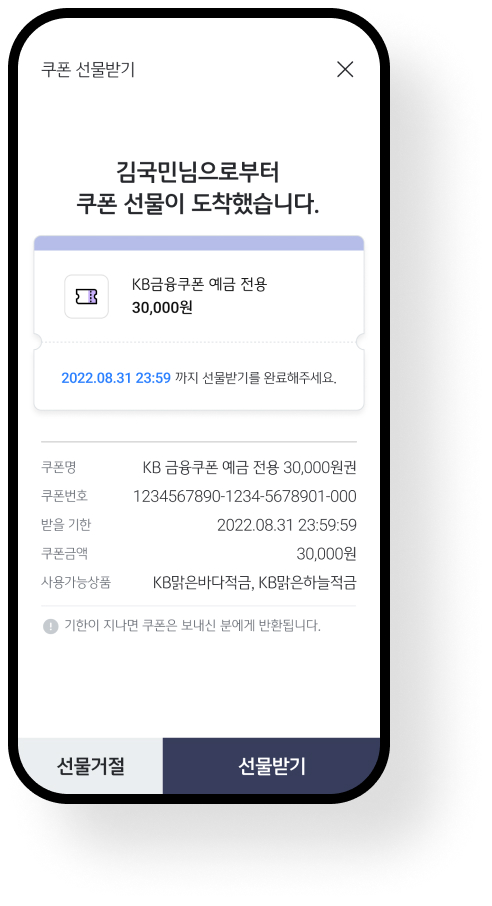 쿠폰 선물받기
김국민님으로부터
쿠폰 선물이 도착했습니다.
KB금융쿠폰 예금 전용
30,000원
2022.08.31 23:59 까지 선물받기를 완료해주세요.
쿠폰명 KB 금융쿠폰 예금 전용 30,000원권
쿠폰번호 1234567890-1234-5678901-000
받을 기한 2022.08.31 23:59:59
쿠폰금액 30,000원
사용가능상품 KB맑은바다적금, KB맑은하늘적금
기한이 지나면 쿠폰은 보내신 분에게 반환됩니다.
선물거절 선물받기